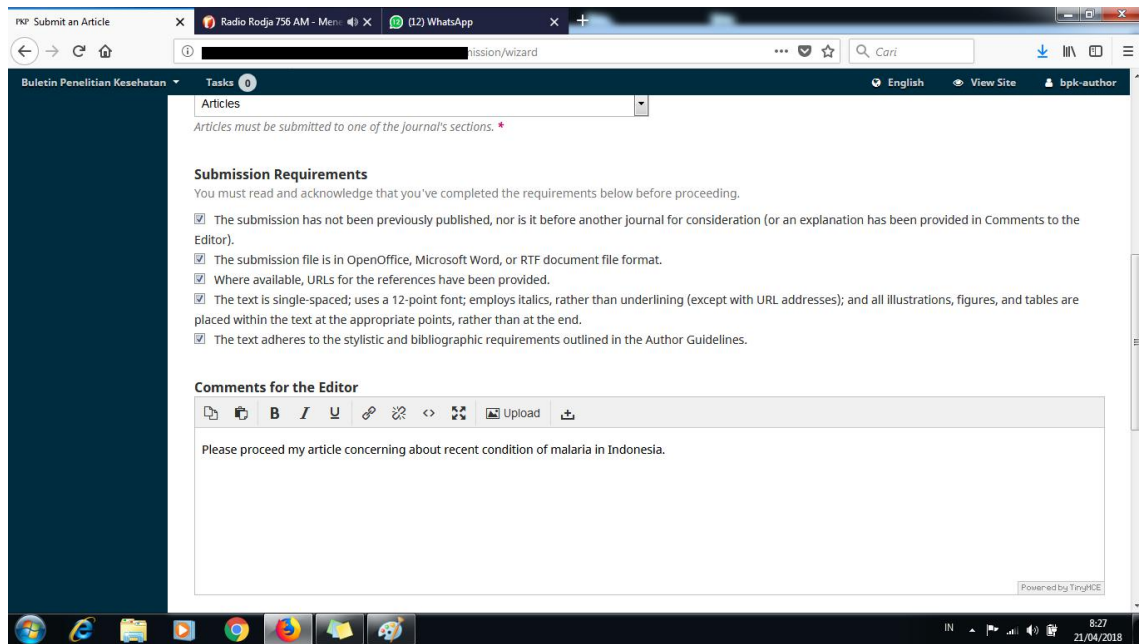 PKP Submit an Article
Radio Rodja 756 AM - Mene
(12) WhatsApp
nission/wizard
Cari
Buletin Penelitian Kesehatan
Tasks 0
English
View Site
bpk-author
Articles
Articles must be submitted to one of the journal's sections. *
Submission Requirements
You must read and acknowledge that you've completed the requirements below before proceeding.
The submission has not been previously published, nor is it before another journal for consideration (or an explanation has been provided in Comments to the
Editor).
The submission file is in OpenOffice, Microsoft Word, or RTF document file format.
Where available, URLs for the references have been provided.
The text is single-spaced; uses a 12-point font; employs italics, rather than underlining (except with URL addresses); and all illustrations, figures, and tables are
placed within the text at the appropriate points, rather than at the end.
The text adheres to the stylistic and bibliographic requirements outlined in the Author Guidelines.
Comments for the Editor
B I U Upload
Please proceed my article concerning about recent condition of malaria in Indonesia.
Powered by TinyMCE
IN
8:27
21/04/2018